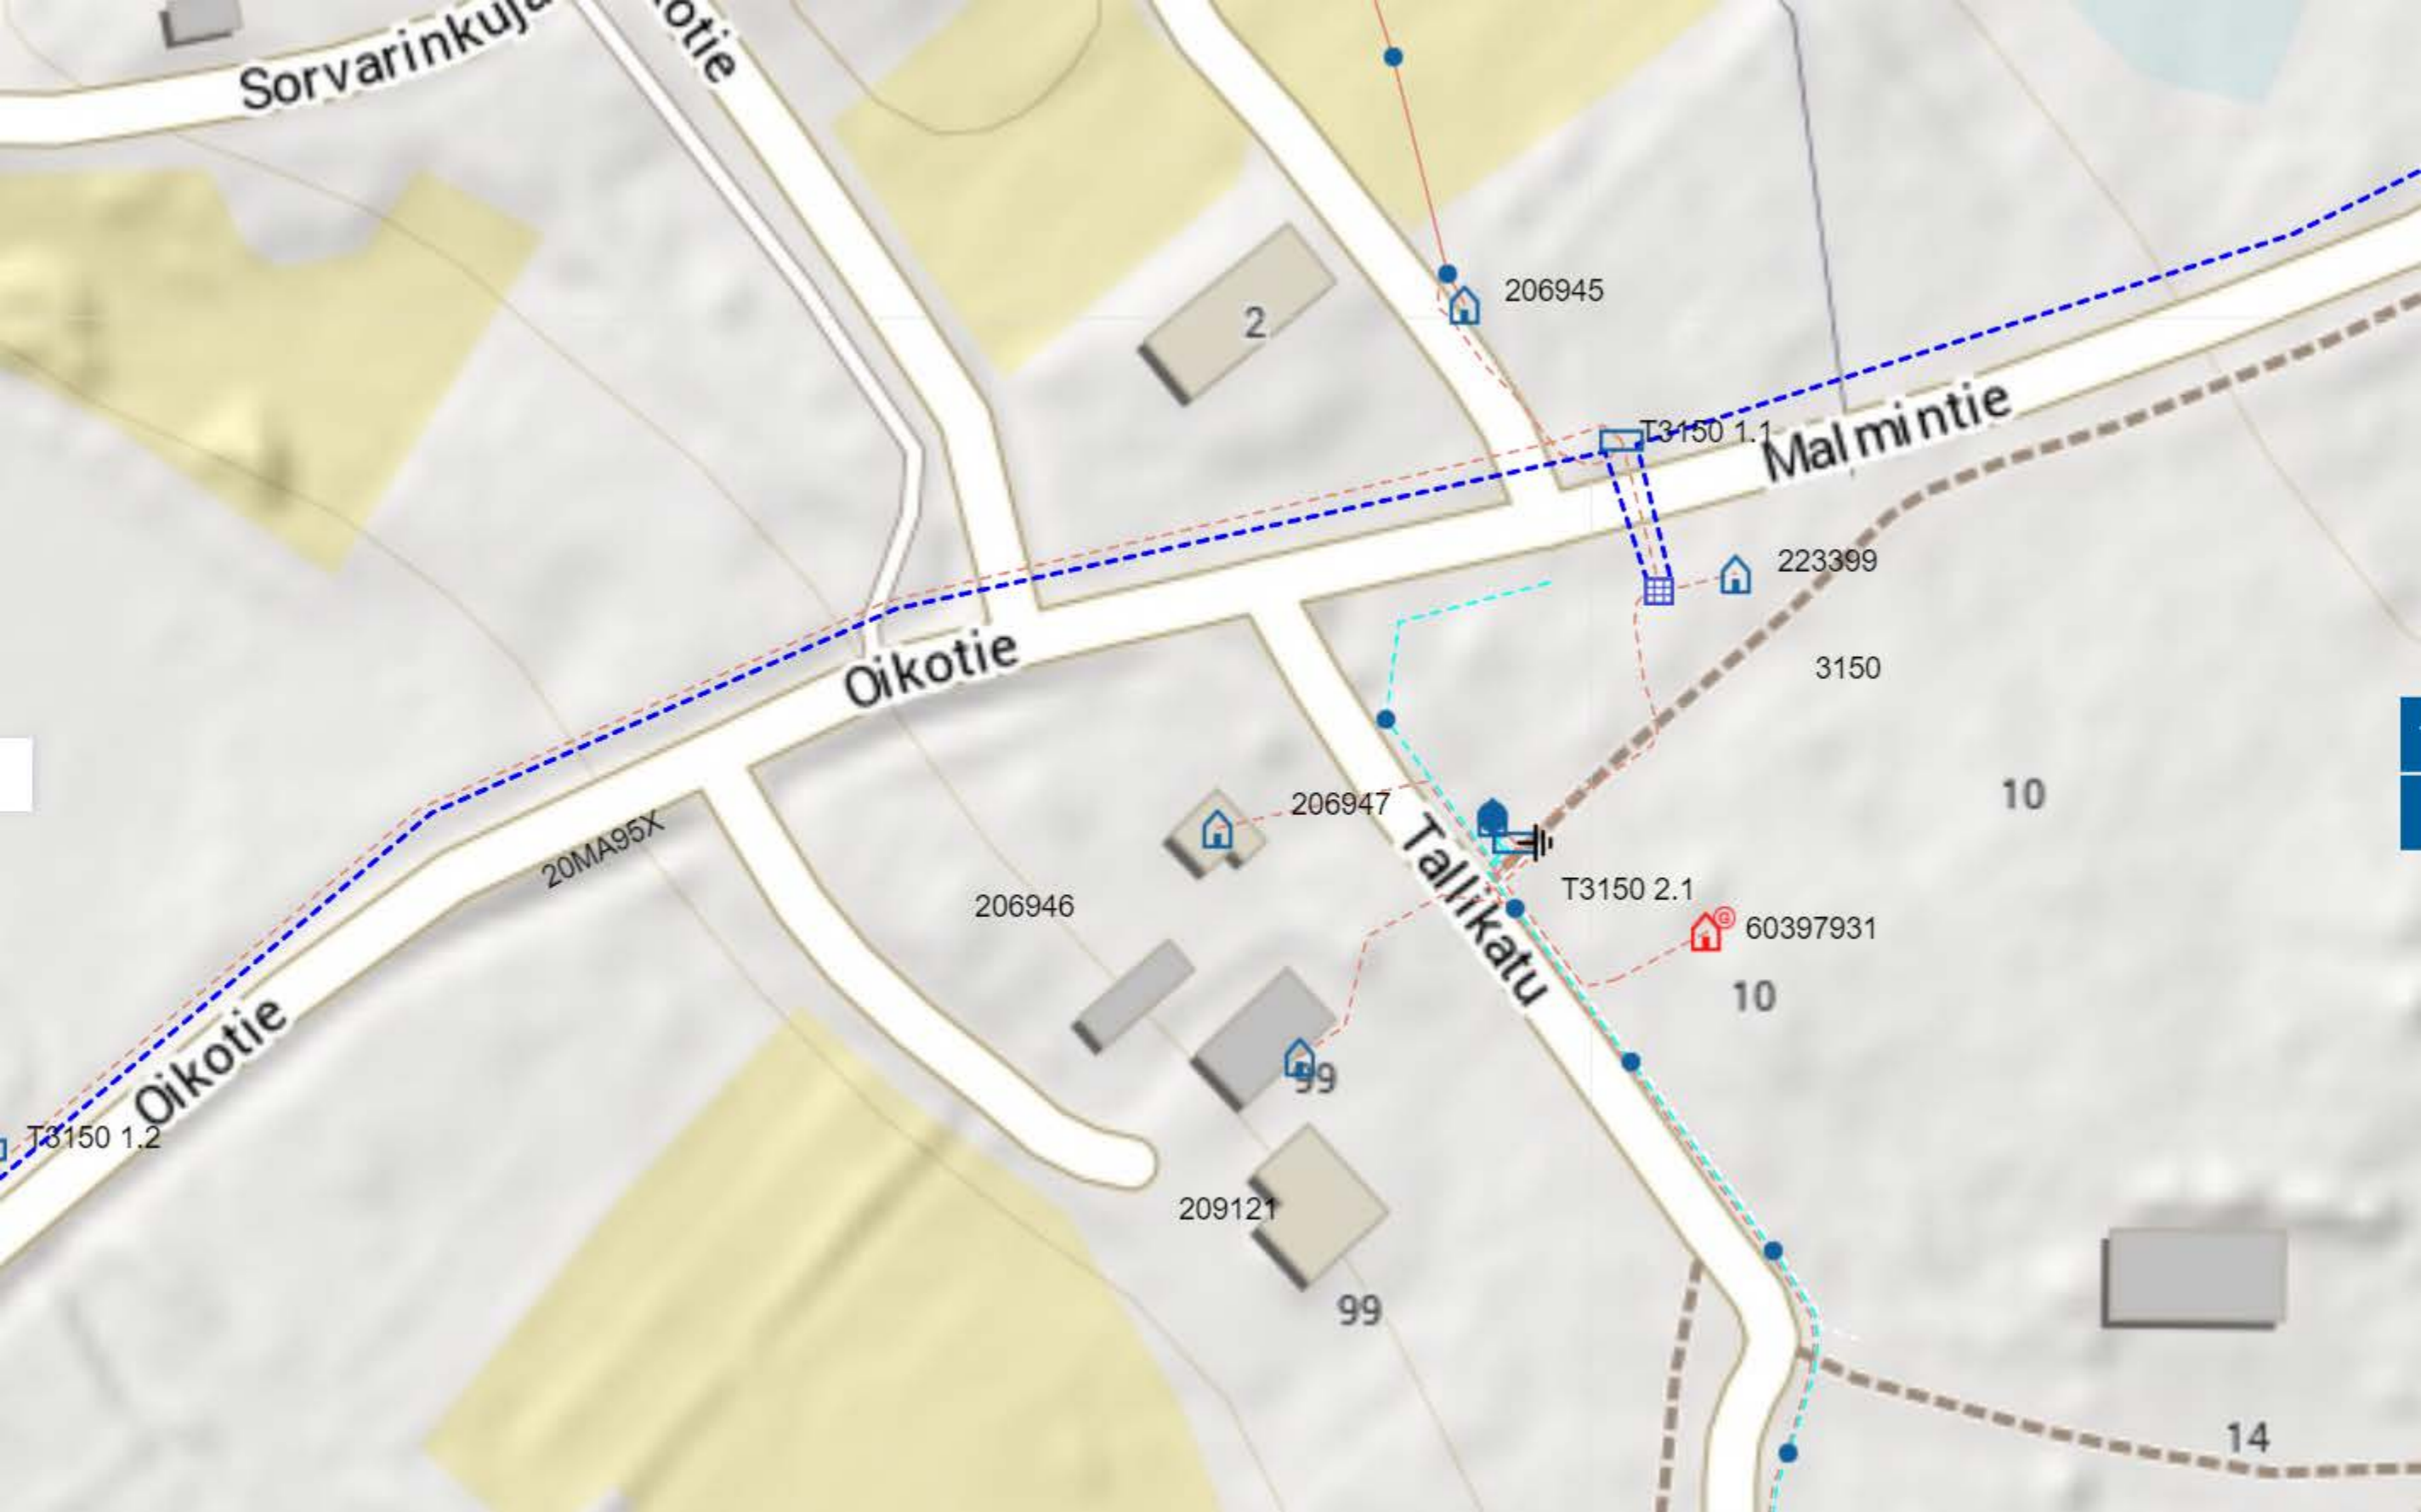 Sorvarinkuja
otie
2
206945
T3150 1.1
Malmintie
223399
Oikotie
3150
206947
10
20MA95X
Tallikatu
T3150 2.1
206946
60397931
10
Oikotie
99
T3150 1.2
209121
99
14